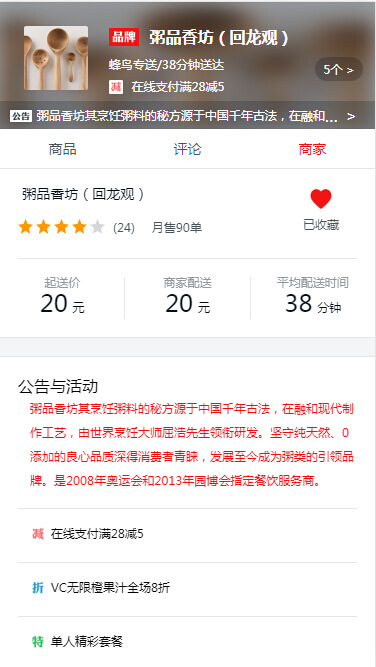 品牌 粥品香坊（回龙观）
蜂鸟专送/38分钟送达
减 在线支付满28减5
5个 >
公告 粥品香坊其烹饪粥料的秘方源于中国千年古法，在融和... >
商品 评论 商家
粥品香坊（回龙观）
(24) 月售90单
已收藏
起送价 商家配送 平均配送时间
20 元 20 元 38 分钟
公告与活动
粥品香坊其烹饪粥料的秘方源于中国千年古法，在融和现代制
作工艺，由世界烹饪大师屈浩先生领衔研发。坚守纯天然、0
添加的良心品质深得消费者青睐，发展至今成为粥类的引领品
牌。是2008年奥运会和2013年园博会指定餐饮服务商。
减 在线支付满28减5
折 VC无限橙果汁全场8折
特 单人精彩套餐